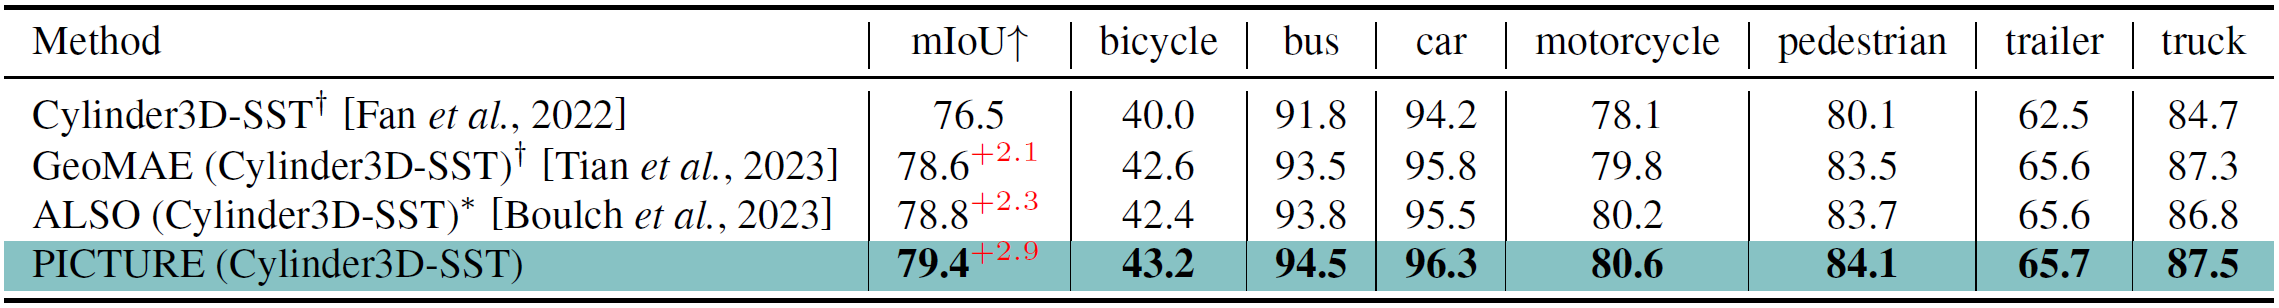 Method mIoU↑ bicycle bus car motorcycle pedestrian trailer truck
Cylinder3D-SST† [Fan et al., 2022] 76.5 40.0 91.8 94.2 78.1 80.1 62.5 84.7
GeoMAE (Cylinder3D-SST)† [Tian et al., 2023] 78.6+2.1 42.6 93.5 95.8 79.8 83.5 65.6 87.3
ALSO (Cylinder3D-SST)* [Boulch et al., 2023] 78.8+2.3 42.4 93.8 95.5 80.2 83.7 65.6 86.8
PICTURE (Cylinder3D-SST) 79.4+2.9 43.2 94.5 96.3 80.6 84.1 65.7 87.5